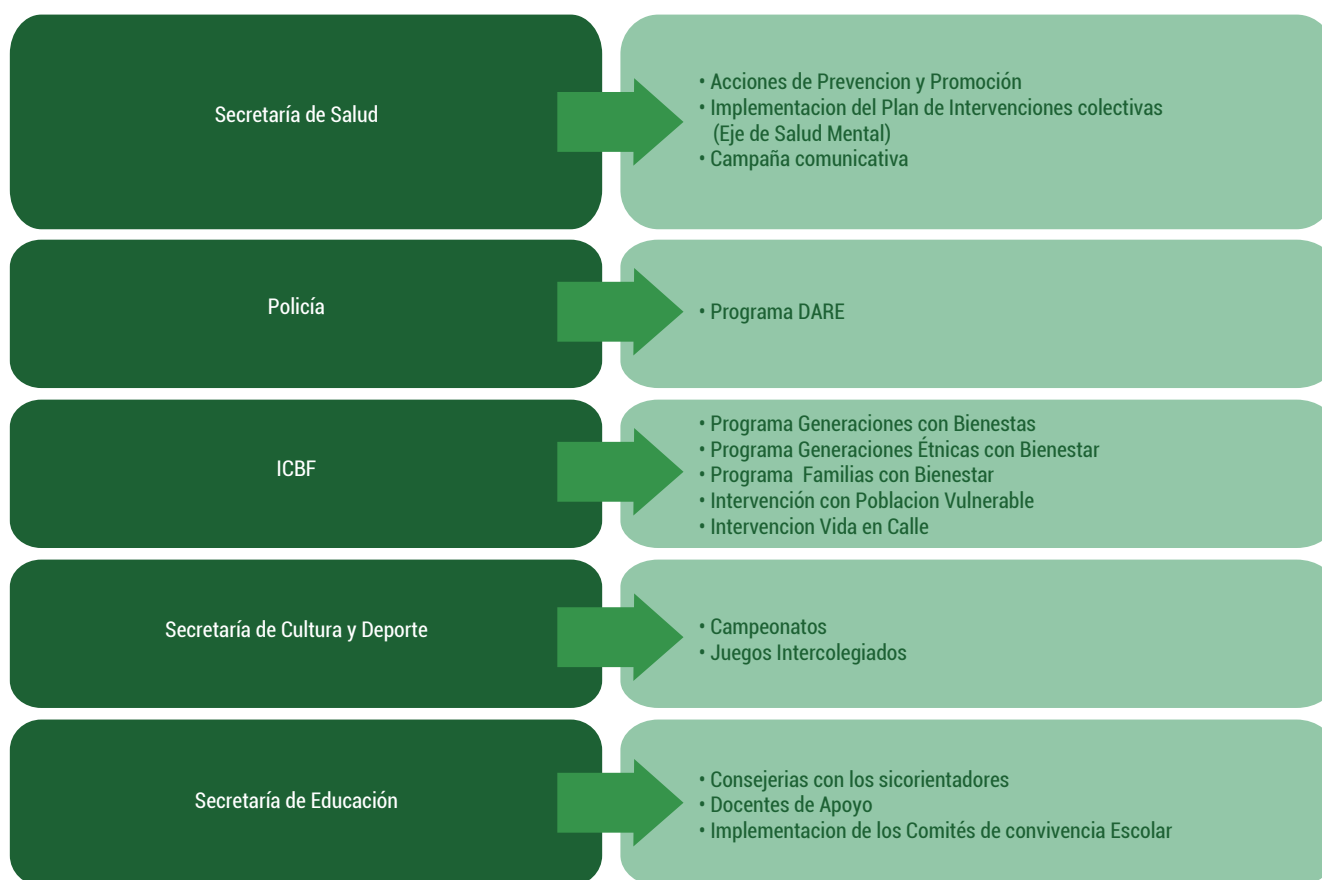 Secretaría de Salud
• Acciones de Prevencion y Promoción
• Implementacion del Plan de Intervenciones colectivas
(Eje de Salud Mental)
• Campaña comunicativa
Policía
• Programa DARE
ICBF
• Programa Generaciones con Bienestas
• Programa Generaciones Étnicas con Bienestar
• Programa Familias con Bienestar
• Intervención con Poblacion Vulnerable
• Intervencion Vida en Calle
Secretaría de Cultura y Deporte
• Campeonatos
• Juegos Intercolegiados
Secretaría de Educación
• Consejerias con los sicorientadores
• Docentes de Apoyo
• Implementacion de los Comités de convivencia Escolar